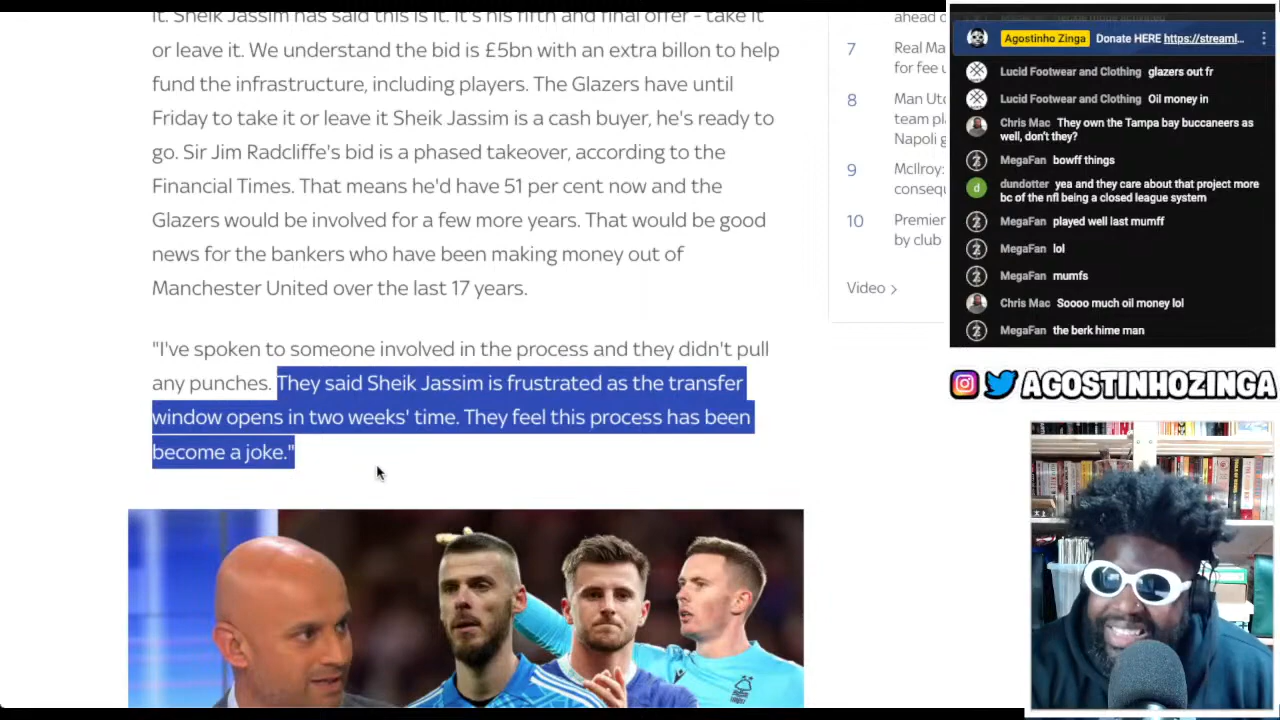 it. Sheik Jassim has said this is it. It's his fifth and final offer - take it
or leave it. We understand the bid is £5bn with an extra billon to help
fund the infrastructure, including players. The Glazers have until
Friday to take it or leave it Sheik Jassim is a cash buyer, he's ready to
go. Sir Jim Radcliffe's bid is a phased takeover, according to the
Financial Times. That means he'd have 51 per cent now and the
Glazers would be involved for a few more years. That would be good
news for the bankers who have been making money out of
Manchester United over the last 17 years.
"I've spoken to someone involved in the process and they didn't pull
any punches. They said Sheik Jassim is frustrated as the transfer
window opens in two weeks' time. They feel this process has been
become a joke."
ahead o
7 Real Ma
for fee
8 Man Ut
team pl
Napoli
9 McIlroy:
consequ
10 Premier
by club
Video
Agostinho Zinga Donate HERE https://streaml...
Lucid Footwear and Clothing glazers out fr
Lucid Footwear and Clothing Oil money in
Chris Mac They own the Tampa bay buccaneers as
well, don't they?
MegaFan bowff things
dundotter yea and they care about that project more
bc of the nfl being a closed league system
MegaFan played well last mumff
MegaFan lol
MegaFan mumfs
Chris Mac Soooo much oil money lol
MegaFan the berk hime man
AGOSTINHOZINGA